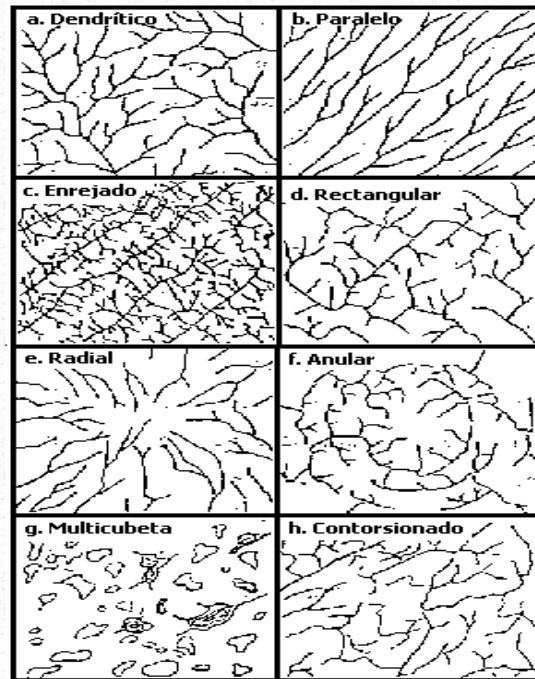 a. Dendrítico
b. Paralelo
c. Enrejado
d. Rectangular
e. Radial
f. Anular
g. Multicubeta
h. Contorsionado